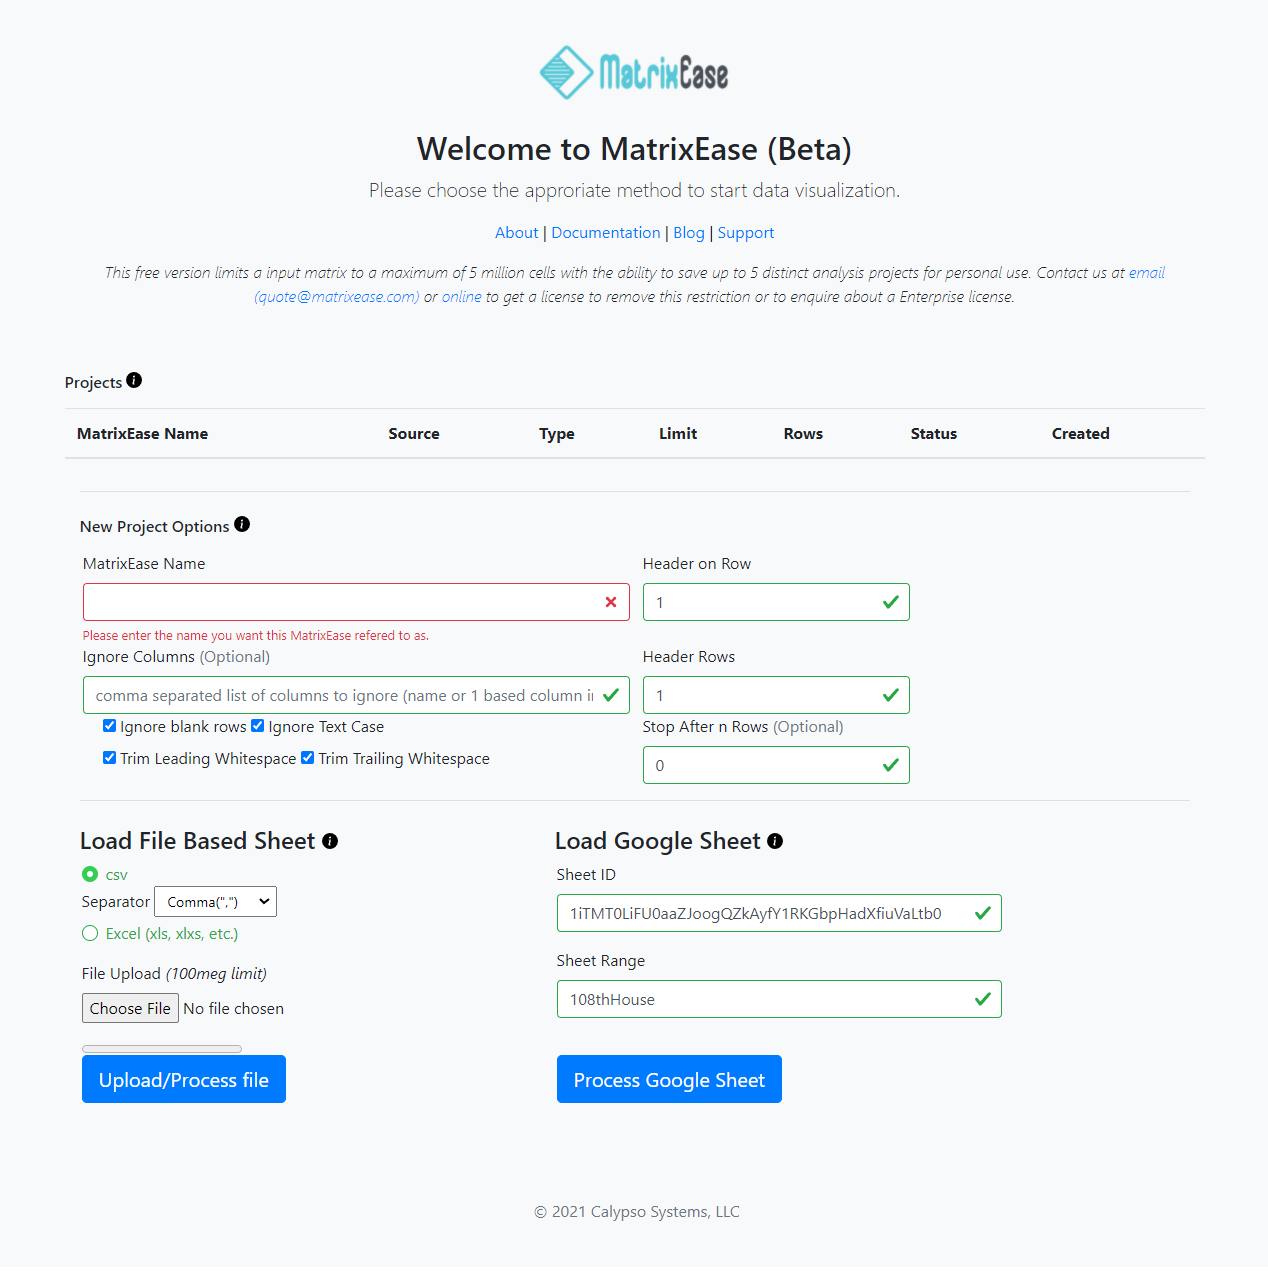 MatrixEase
Welcome to MatrixEase (Beta)
Please choose the approriate method to start data visualization.
About | Documentation | Blog | Support
This free version limits a input matrix to a maximum of 5 million cells with the ability to save up to 5 distinct analysis projects for personal use. Contact us at email
(quote@matrixease.com) or online to get a license to remove this restriction or to enquire about a Enterprise license.
Projects
MatrixEase Name Source Type Limit Rows Status Created
New Project Options
MatrixEase Name Header on Row
1
Please enter the name you want this MatrixEase refered to as.
Ignore Columns (Optional) Header Rows
comma separated list of columns to ignore (name or 1 based column i 1
Ignore blank rows Ignore Text Case Stop After n Rows (Optional)
Trim Leading Whitespace Trim Trailing Whitespace 0
Load File Based Sheet Load Google Sheet
csv Sheet ID
Separator Comma(",") 1iTMT0LiFU0aaZJoogQZkAyfY1RKGbpHadXfiuVaLtb0
Excel (xls, xlxs, etc.)
File Upload (100meg limit) Sheet Range
Choose File No file chosen 108thHouse
Upload/Process file Process Google Sheet
© 2021 Calypso Systems, LLC